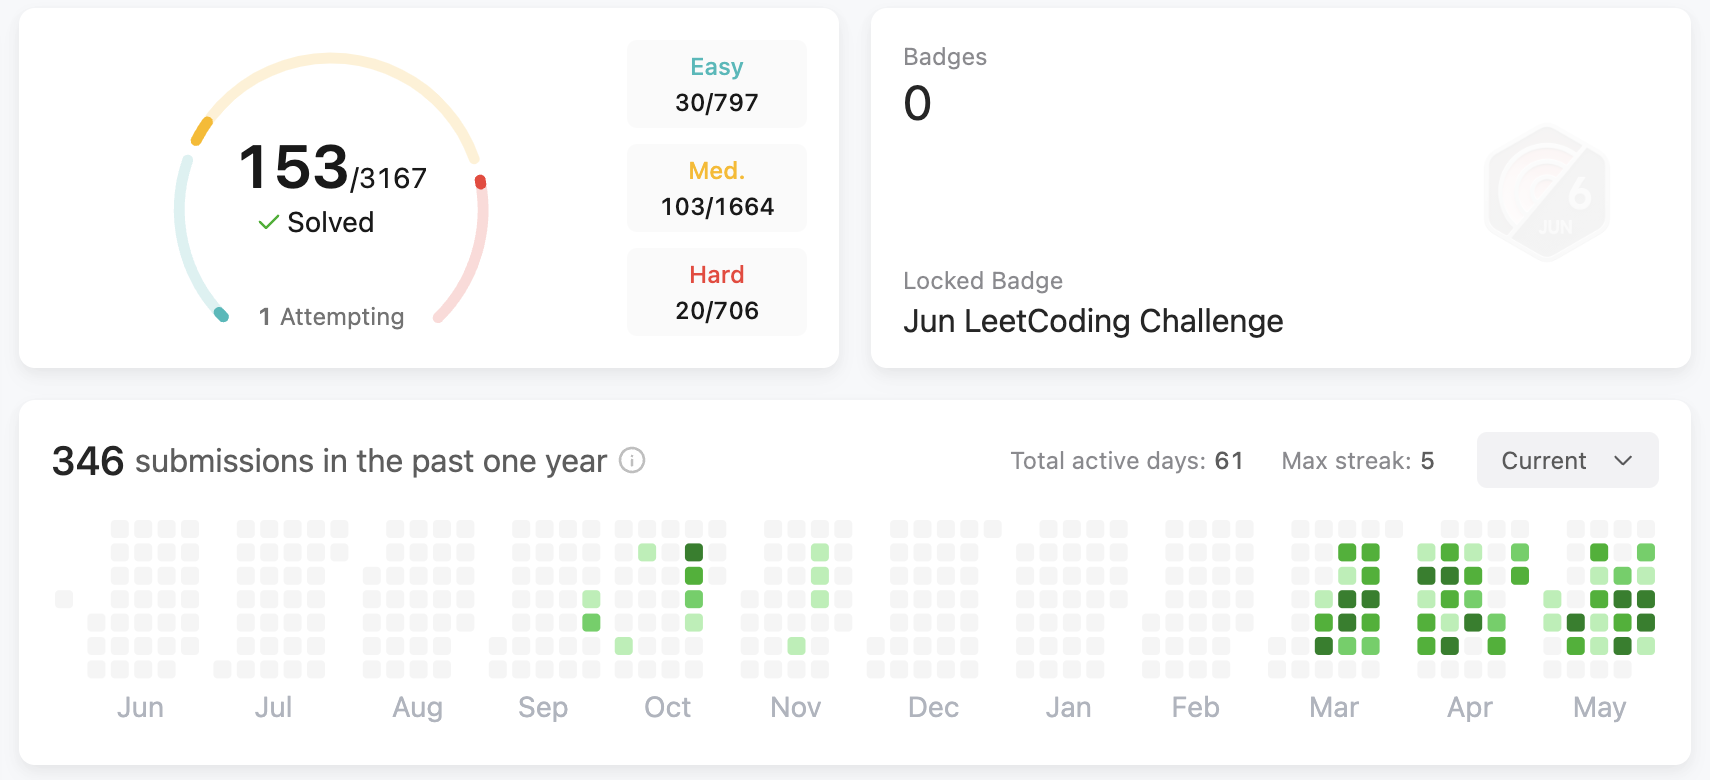 153/3167
Solved
1 Attempting
Easy
30/797
Med.
103/1664
Hard
20/706
Badges
0
6
JUN
Locked Badge
Jun LeetCoding Challenge
346 submissions in the past one year
Total active days: 61 Max streak: 5 Current
Jun Jul Aug Sep Oct Nov Dec Jan Feb Mar Apr May